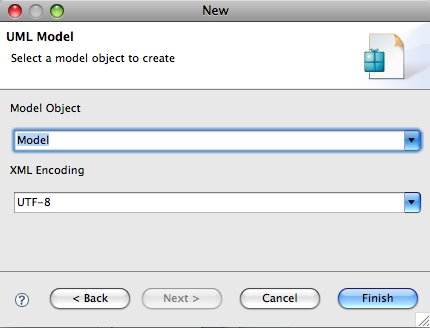 New
UML Model
Select a model object to create
Model Object
Model
XML Encoding
UTF-8
?
< Back
Next >
Cancel
Finish